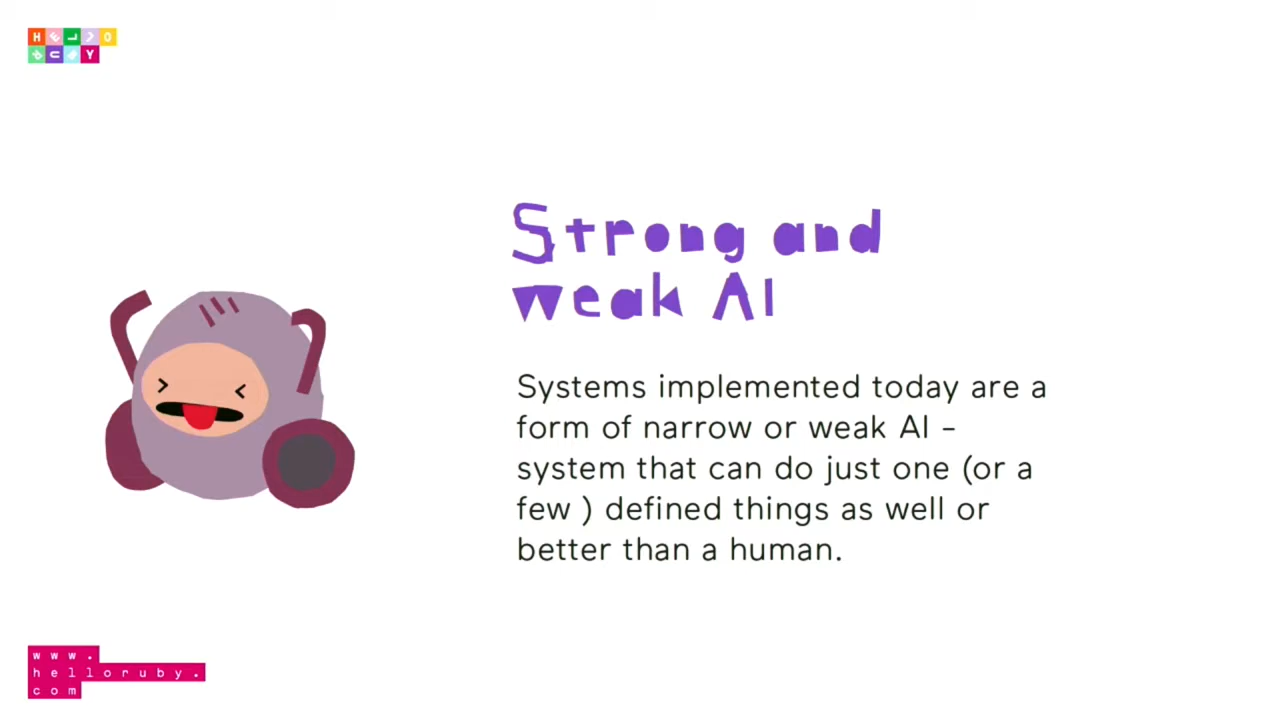 HELLO
RUBY
Strong and
weak AI
Systems implemented today are a
form of narrow or weak AI -
system that can do just one (or a
few ) defined things as well or
better than a human.
www.
helloruby.
com